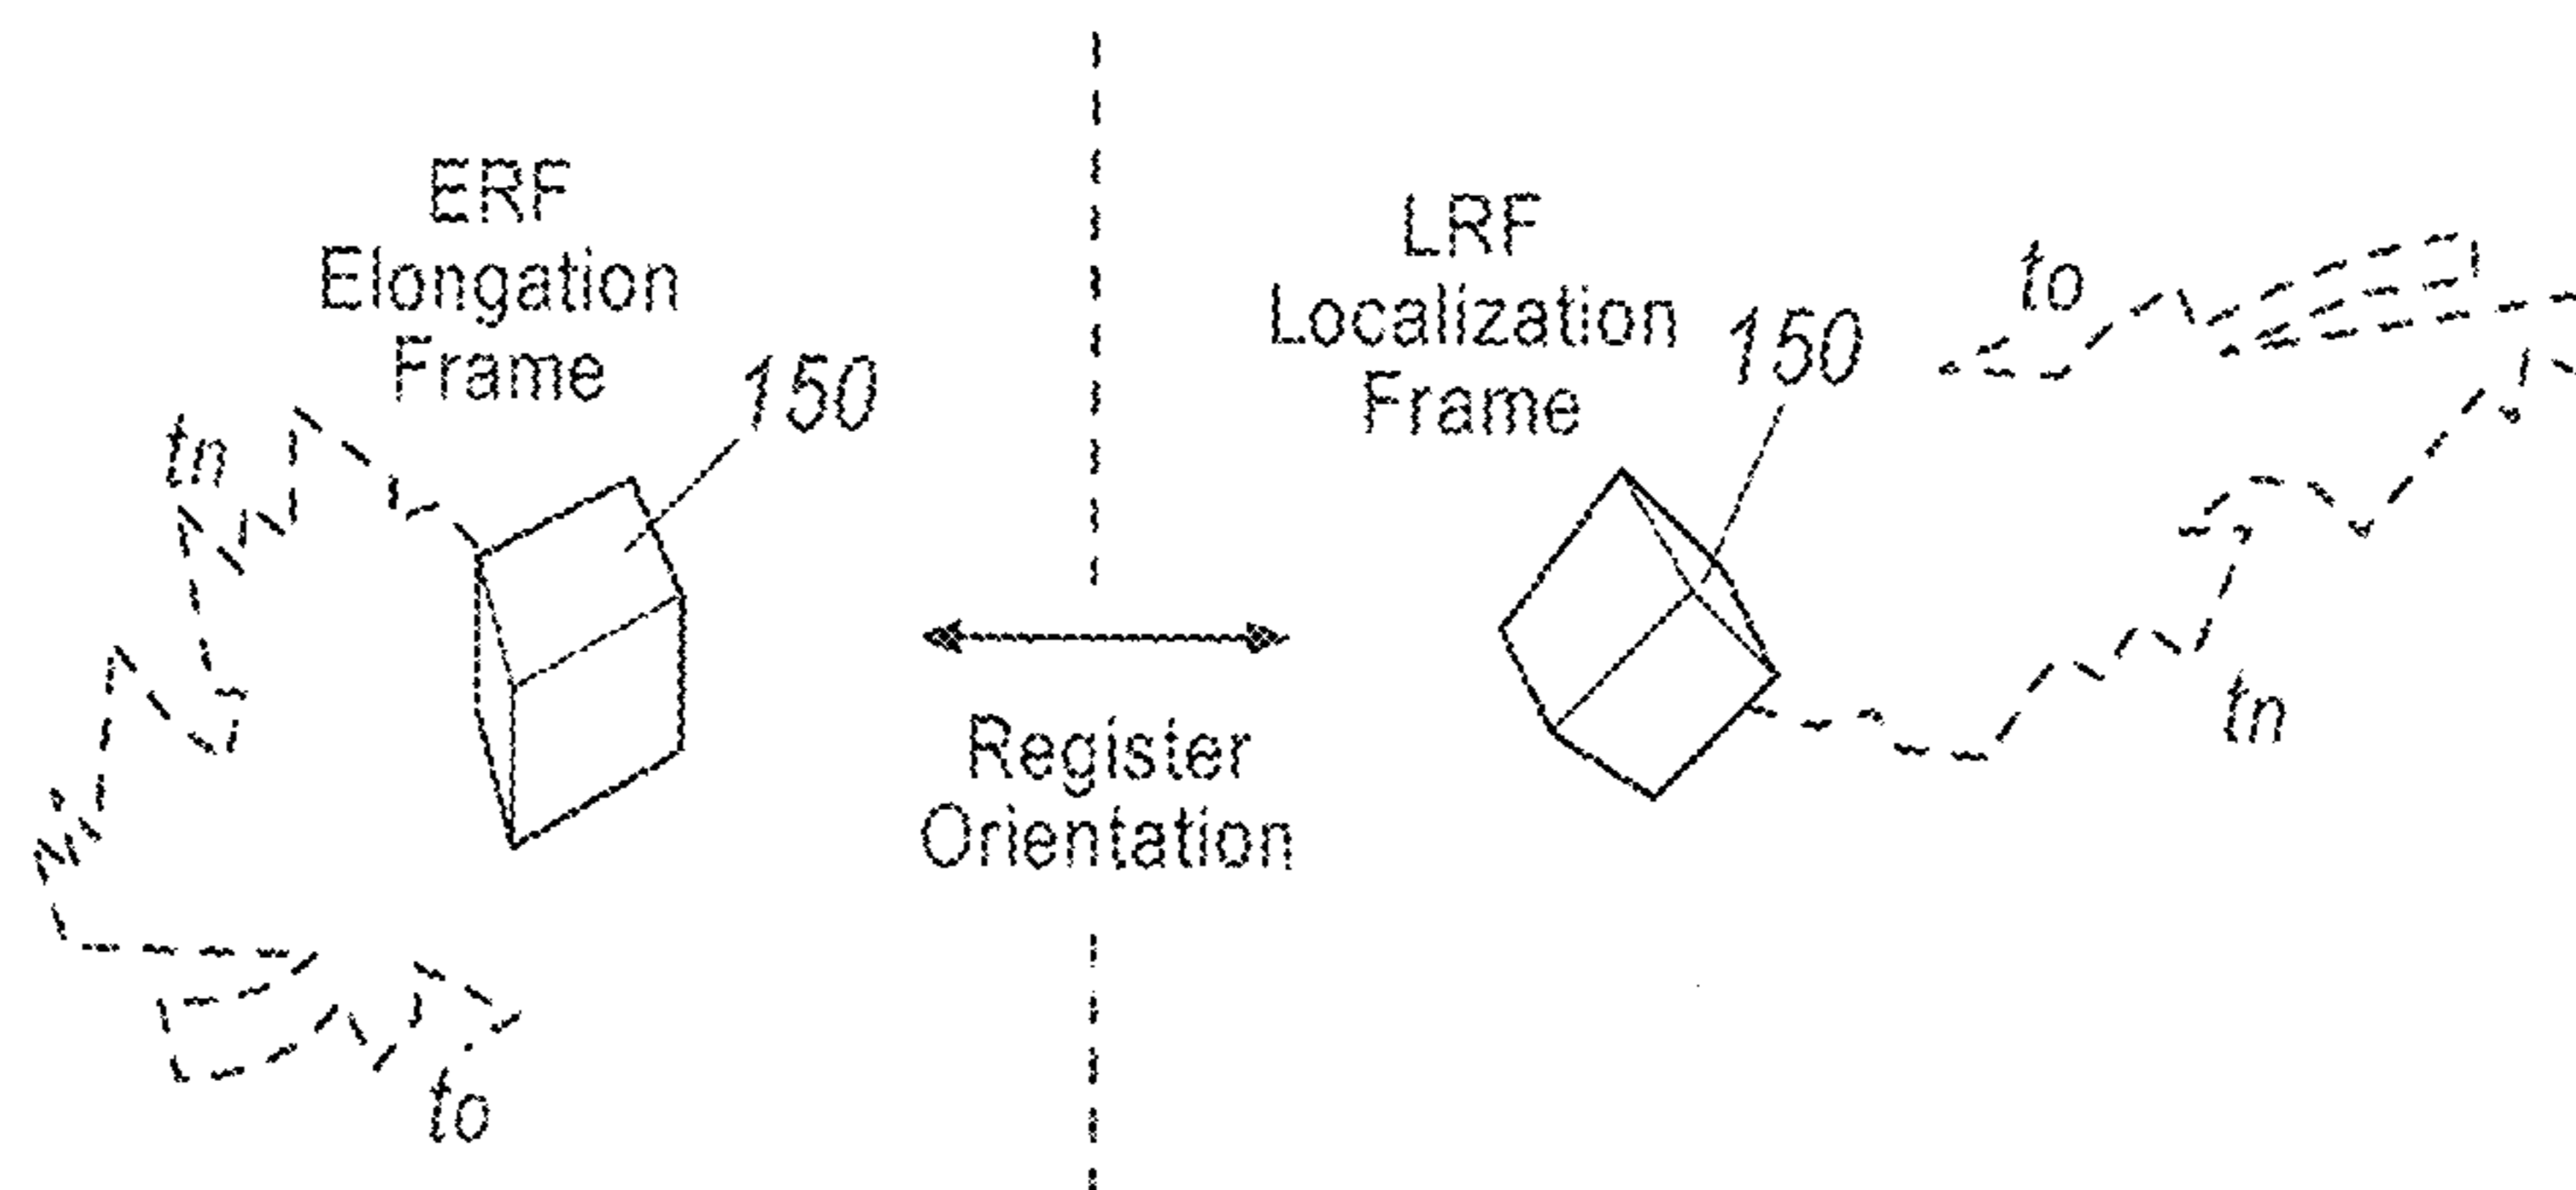 ERF
Elongation
Frame
150
tn
to
Register
Orientation
LRF
Localization
Frame
150
to
tn